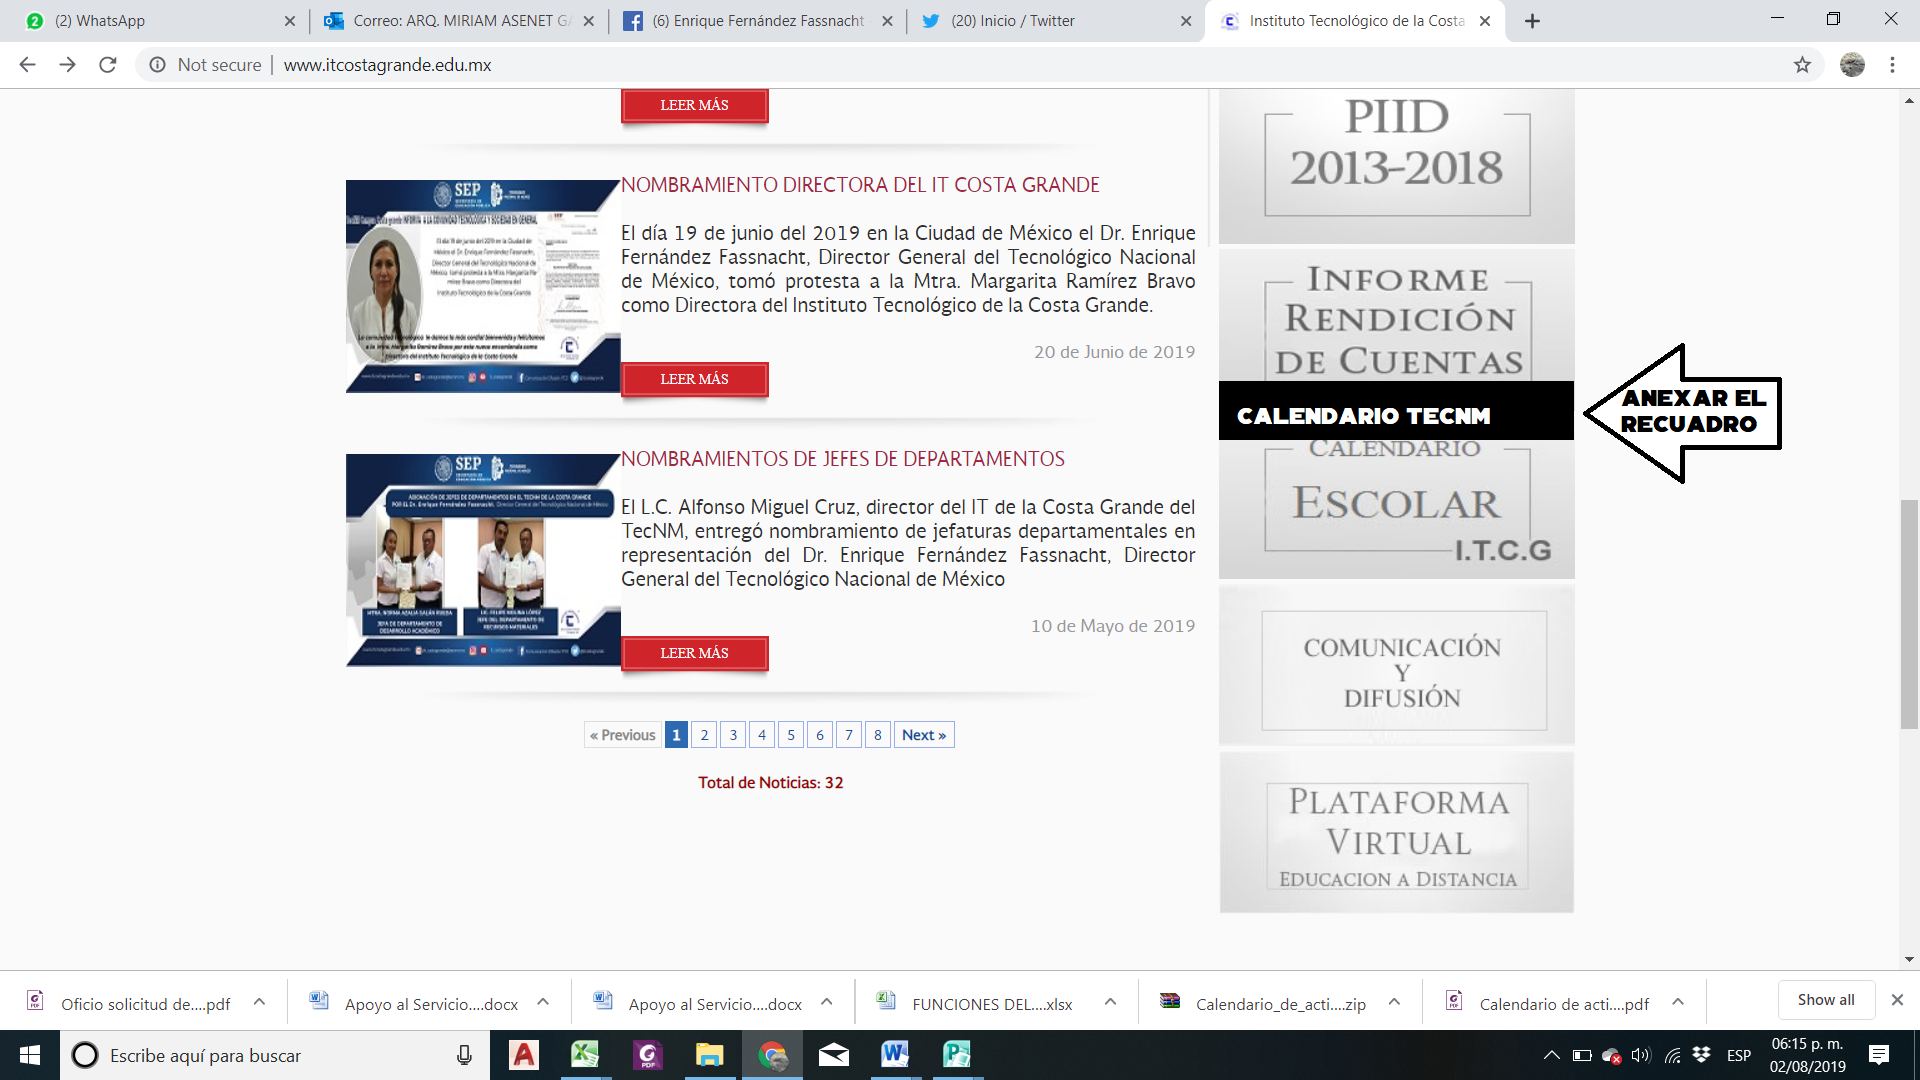 (2) WhatsApp
Correo: ARQ. MIRIAM ASENET GA
(6) Enrique Fernández Fassnacht
(20) Inicio / Twitter
Instituto Tecnológico de la Costa
Not secure
www.itcostagrande.edu.mx
LEER MÁS
SEP
NOMBRAMIENTO DIRECTORA DEL IT COSTA GRANDE
El día 19 de junio del 2019 en la Ciudad de México el Dr. Enrique
Fernández Fassnacht, Director General del Tecnológico Nacional
de México, tomó protesta a la Mtra. Margarita Ramírez Bravo
como Directora del Instituto Tecnológico de la Costa Grande.
20 de Junio de 2019
LEER MÁS
SEP
NOMBRAMIENTOS DE JEFES DE DEPARTAMENTOS
El L.C. Alfonso Miguel Cruz, director del IT de la Costa Grande del
TecNM, entregó nombramiento de jefaturas departamentales en
representación del Dr. Enrique Fernández Fassnacht, Director
General del Tecnológico Nacional de México
10 de Mayo de 2019
LEER MÁS
« Previous 1 2 3 4 5 6 7 8 Next »
Total de Noticias: 32
PIID
2013-2018
INFORME
RENDICIÓN
DE CUENTAS
CALENDARIO TECNM
ANEXAR EL
RECUADRO
CALENDARIO
ESCOLAR
I.T.C.G
COMUNICACIÓN
Y
DIFUSIÓN
PLATAFORMA
VIRTUAL
EDUCACION A DISTANCIA
Oficio solicitud de....pdf
Apoyo al Servicio....docx
Apoyo al Servicio....docx
FUNCIONES DEL....xlsx
Calendario_de_acti....zip
Calendario de acti....pdf
Show all
Escribe aquí para buscar
ESP
06:15 p. m.
02/08/2019